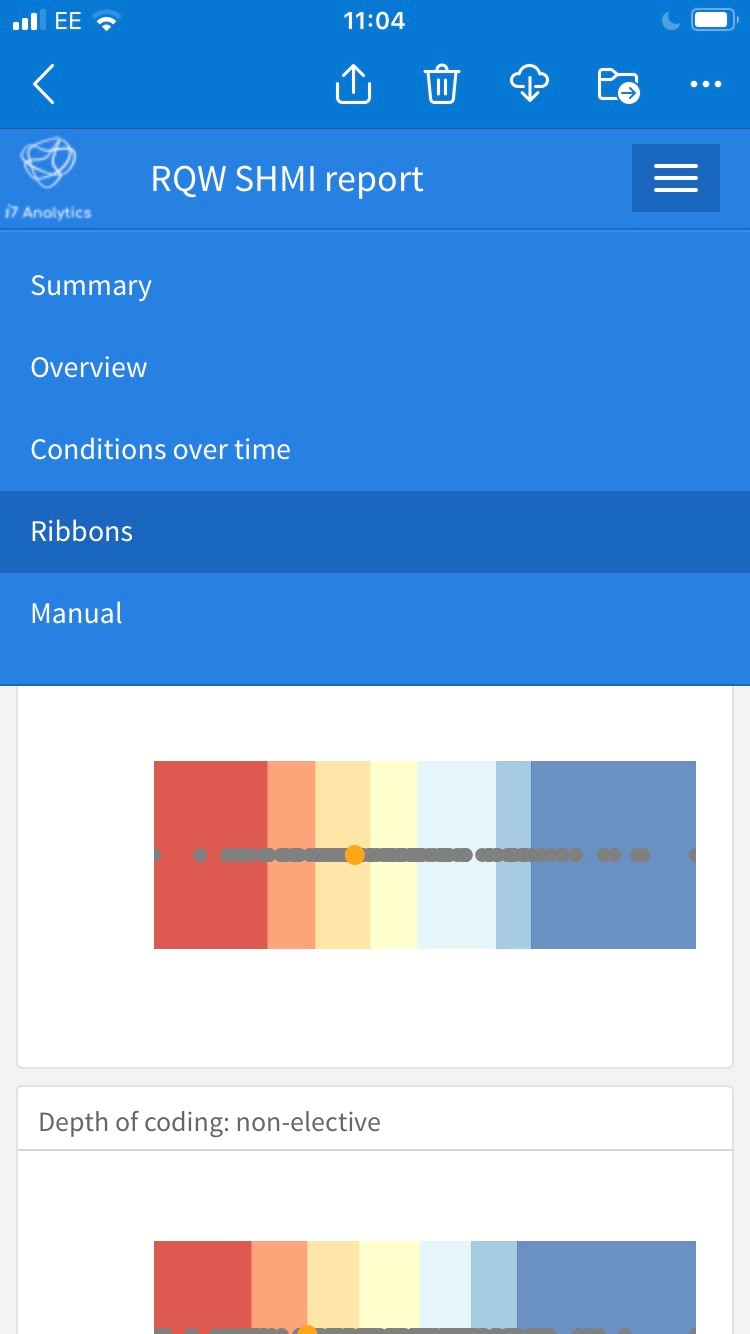 EE
11:04
RQW SHMI report
i7 Analytics
Summary
Overview
Conditions over time
Ribbons
Manual
Depth of coding: non-elective